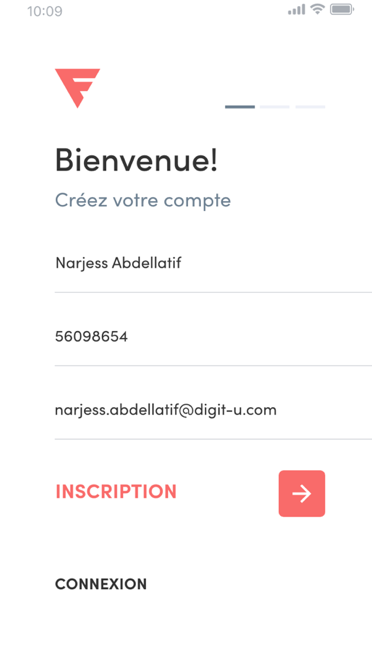 10:09
Bienvenue!
Créez votre compte
Narjess Abdellatif
56098654
narjess.abdellatif@digit-u.com
INSCRIPTION
CONNEXION